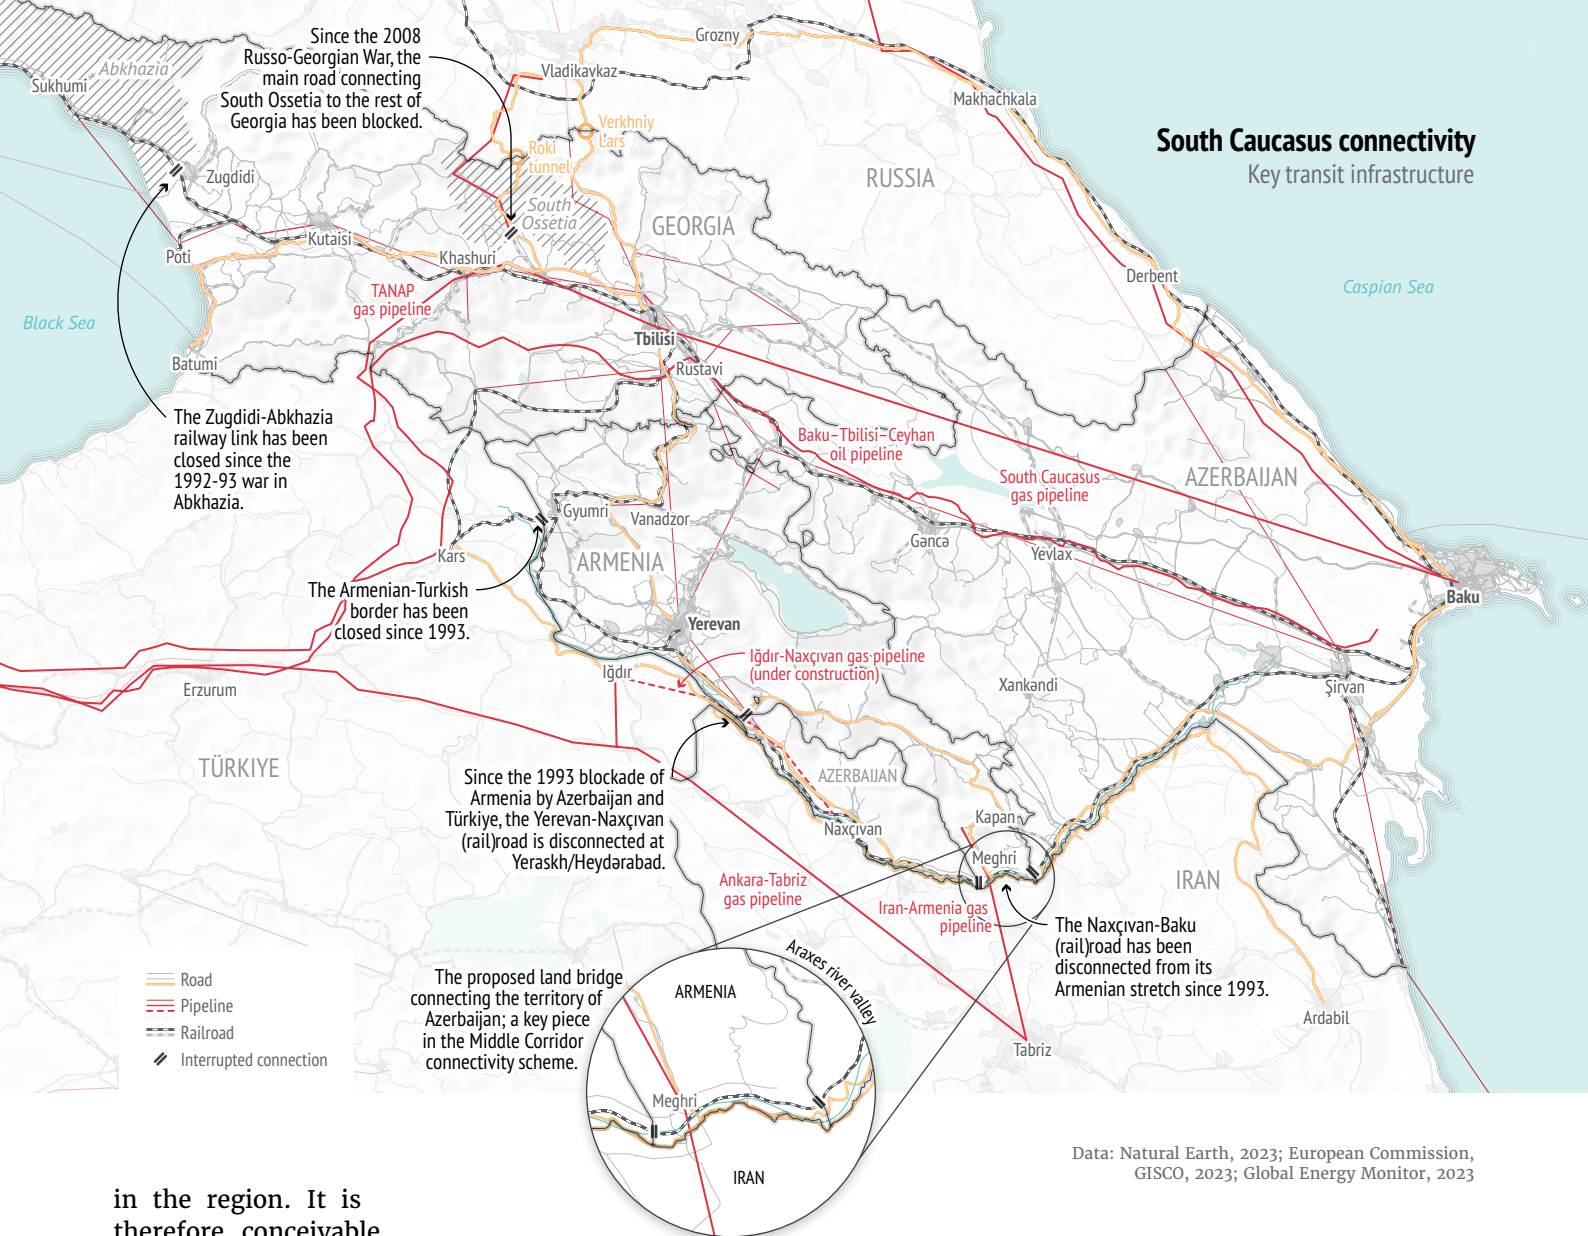 South Caucasus connectivity
Key transit infrastructure
Since the 2008
Russo-Georgian War, the
main road connecting
South Ossetia to the rest of
Georgia has been blocked.
Abkhazia
Sukhumi
Zugdidi
Poti
Kutaisi
Khashuri
Batumi
Black Sea
Vladikavkaz
Grozny
Verkhniy
Lars
Roki
tunnel
South
Ossetia
GEORGIA
RUSSIA
Makhachkala
Derbent
Caspian Sea
TANAP
gas pipeline
Tbilisi
Rustavi
The Zugdidi-Abkhazia
railway link has been
closed since the
1992-93 war in
Abkhazia.
Baku–Tbilisi–Ceyhan
oil pipeline
South Caucasus
gas pipeline
AZERBAIJAN
Gyumri
Vanadzor
Kars
ARMENIA
Gəncə
Yevlax
Baku
The Armenian-Turkish
border has been
closed since 1993.
Yerevan
Iğdır
Iğdır-Naxçıvan gas pipeline
(under construction)
Xankəndi
Şirvan
Erzurum
TÜRKIYE
Since the 1993 blockade of
Armenia by Azerbaijan and
Türkiye, the Yerevan-Naxçıvan
(rail)road is disconnected at
Yeraskh/Heydərabad.
AZERBAIJAN
Naxçıvan
Kapan
Meghri
IRAN
Ankara-Tabriz
gas pipeline
Iran-Armenia gas
pipeline
The Naxçıvan-Baku
(rail)road has been
disconnected from its
Armenian stretch since 1993.
Ardabil
Tabriz
The proposed land bridge
connecting the territory of
Azerbaijan; a key piece
in the Middle Corridor
connectivity scheme.
Araxes river valley
ARMENIA
Meghri
IRAN
Road
Pipeline
Railroad
Interrupted connection
Data: Natural Earth, 2023; European Commission,
GISCO, 2023; Global Energy Monitor, 2023
in the region. It is
therefore conceivable